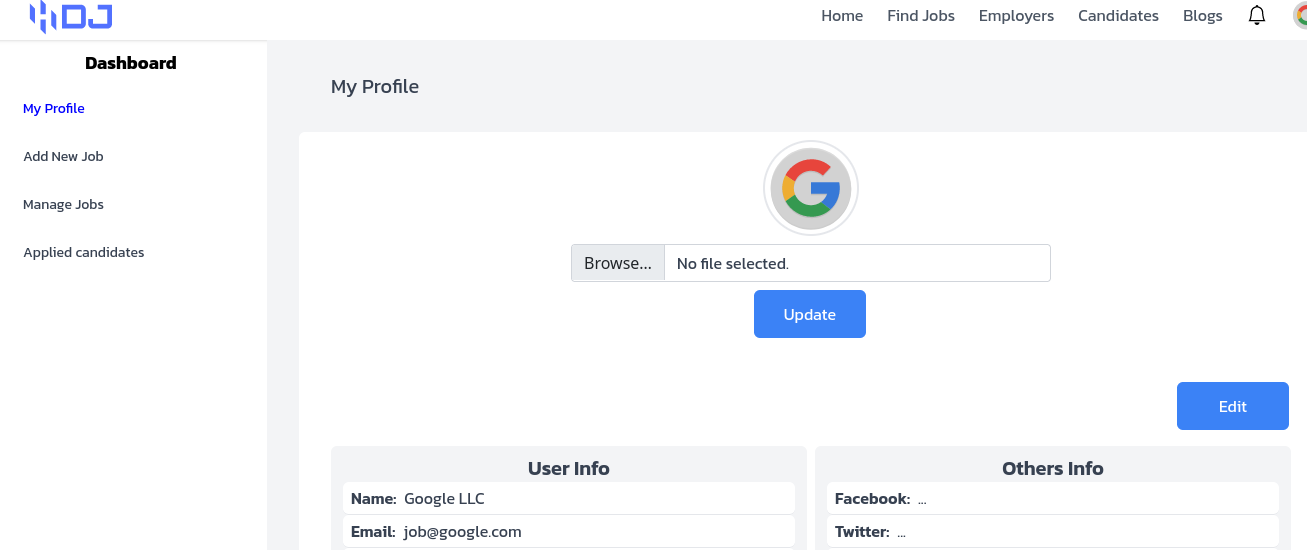 HDJ
Home Find Jobs Employers Candidates Blogs
Dashboard
My Profile
Add New Job
Manage Jobs
Applied candidates
My Profile
Browse... No file selected.
Update
Edit
User Info
Name: Google LLC
Email: job@google.com
Others Info
Facebook: ...
Twitter: ...